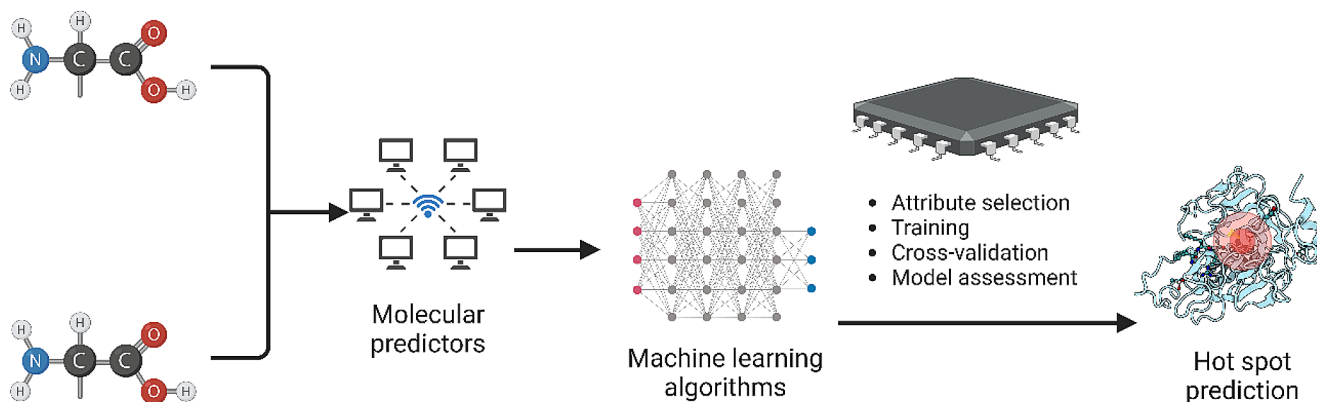 H
H
O
N
C
C
H
O
H
H
H
O
N
C
C
H
O
H
Molecular
predictors
Machine learning
algorithms
• Attribute selection
• Training
• Cross-validation
• Model assessment
Hot spot
prediction